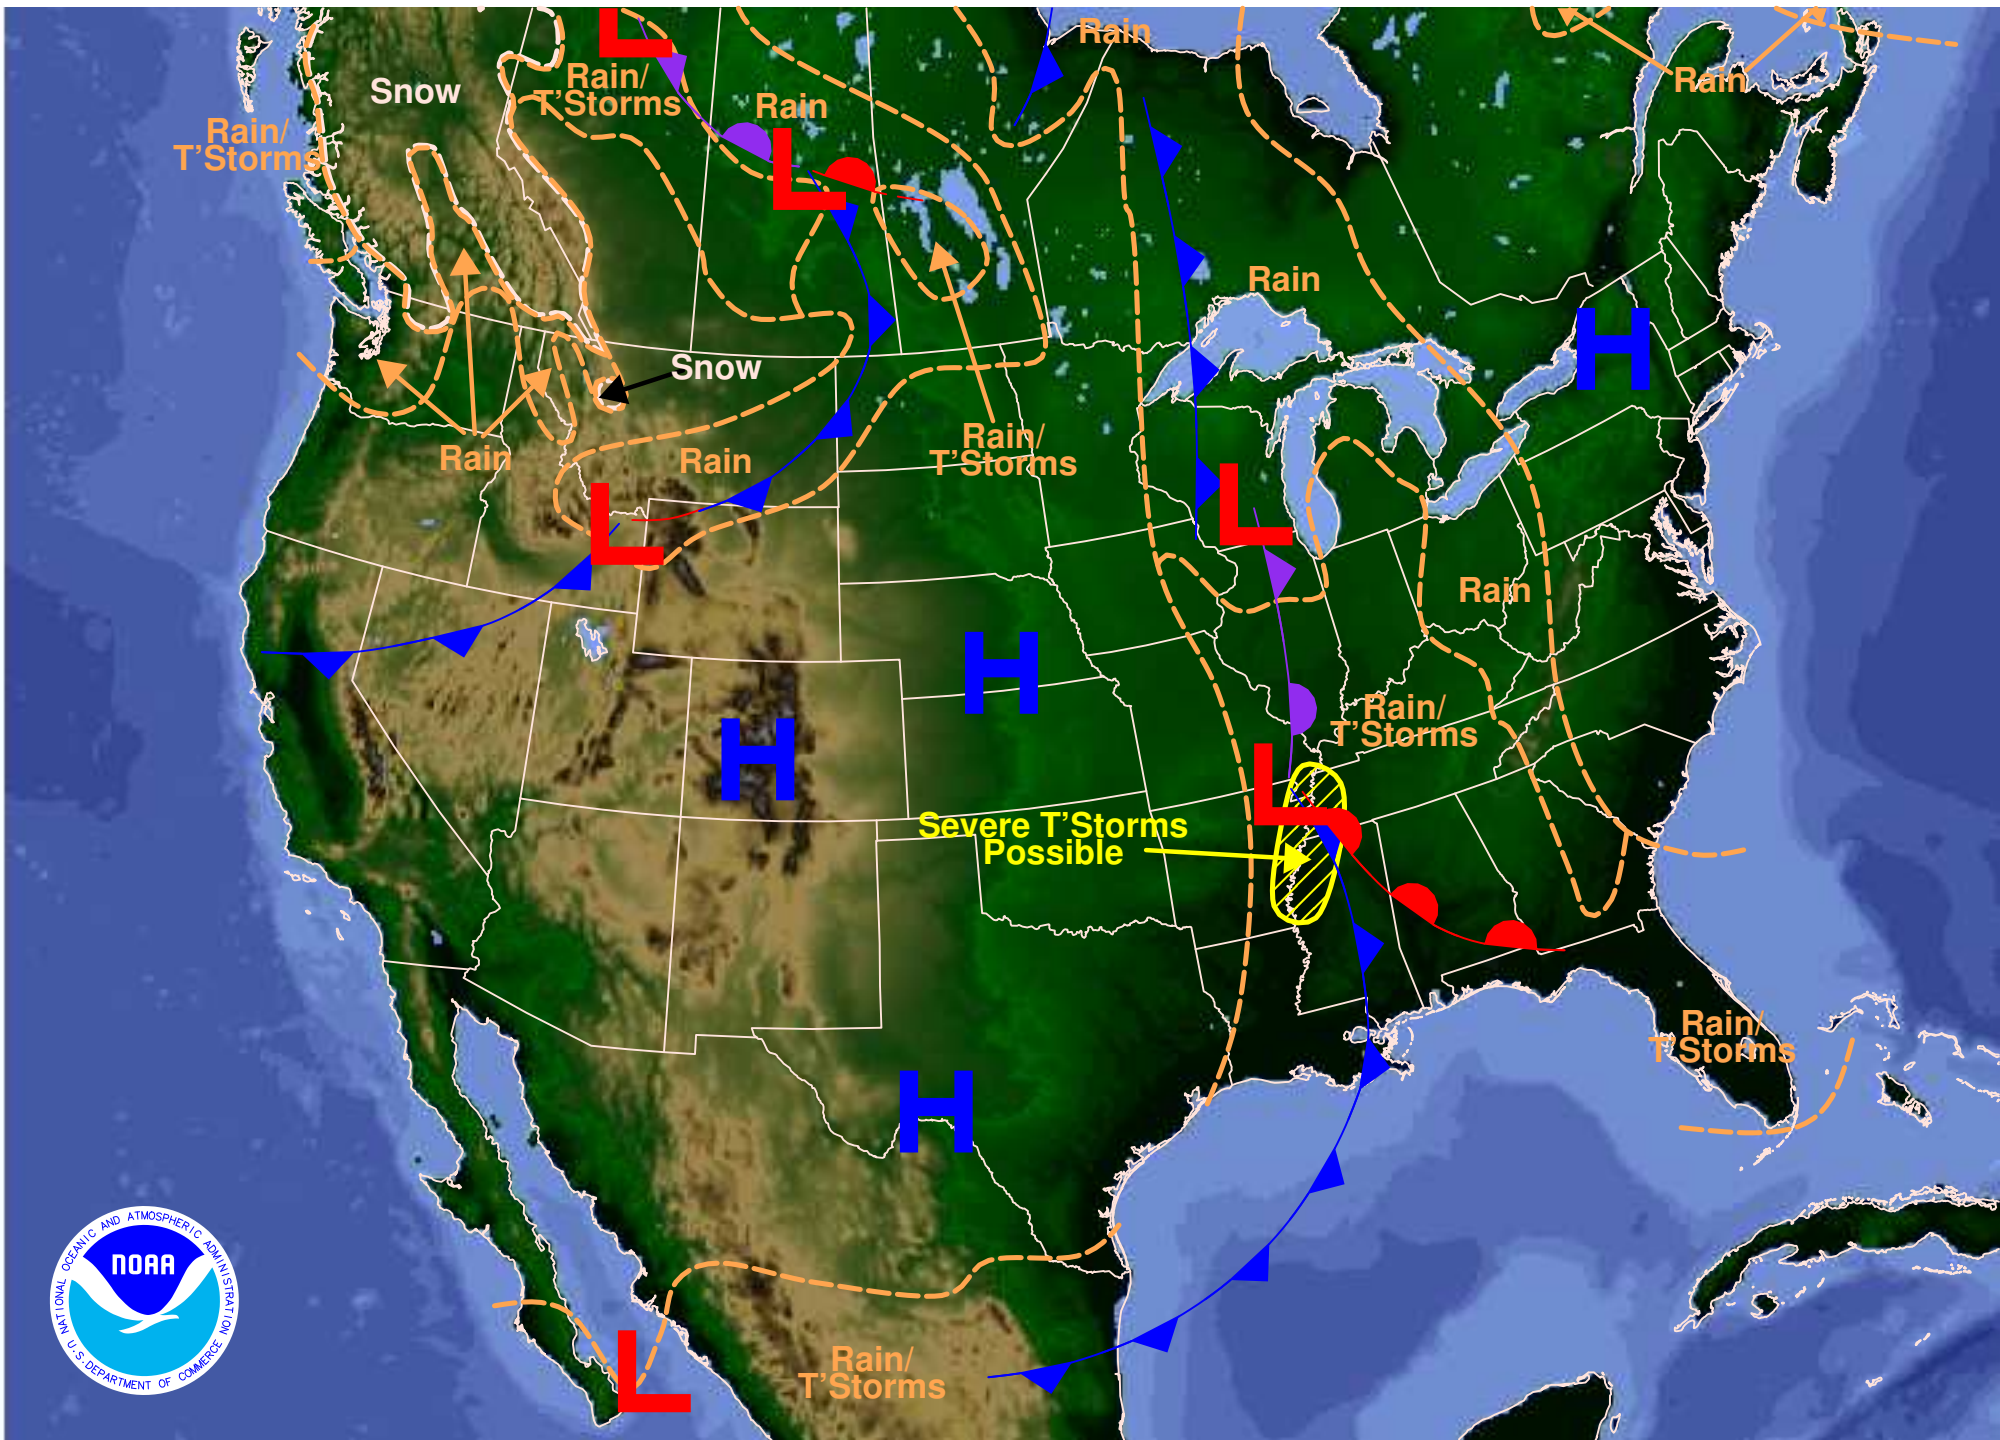 L
Rain
Snow
Rain/
T'Storms
Rain
Rain
Rain/
T'Storms
L
Rain
H
Snow
Rain
Rain
Rain/
T'Storms
L
L
Rain
H
H
Rain/
T'Storms
L
Severe T'Storms
Possible
Rain/
T'Storms
H
NATIONAL OCEANIC AND ATMOSPHERIC ADMINISTRATION
NOAA
U.S. DEPARTMENT OF COMMERCE
L
Rain/
T'Storms